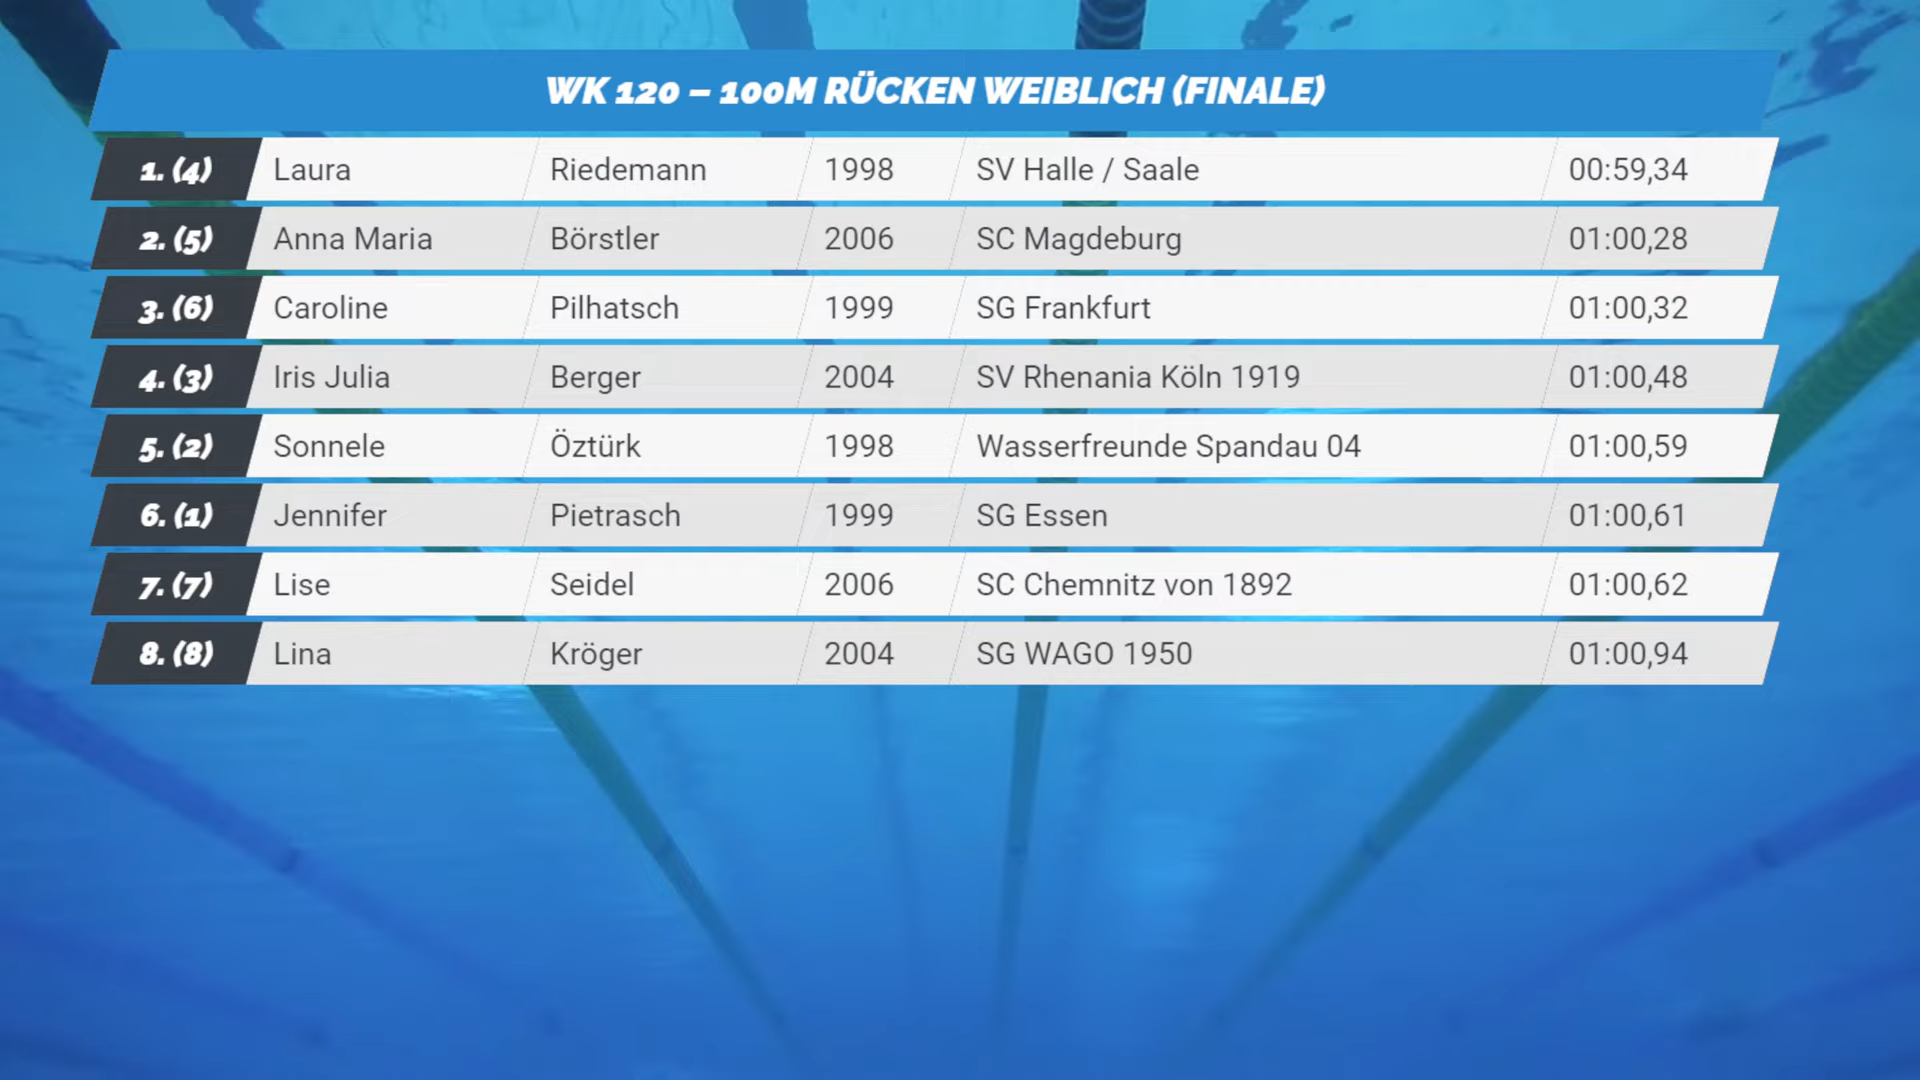 WK 120 – 100M RÜCKEN WEIBLICH (FINALE)
1. (4) Laura Riedemann 1998 SV Halle / Saale 00:59,34
2. (5) Anna Maria Börstler 2006 SC Magdeburg 01:00,28
3. (6) Caroline Pilhatsch 1999 SG Frankfurt 01:00,32
4. (3) Iris Julia Berger 2004 SV Rhenania Köln 1919 01:00,48
5. (2) Sonnele Öztürk 1998 Wasserfreunde Spandau 04 01:00,59
6. (1) Jennifer Pietrasch 1999 SG Essen 01:00,61
7. (7) Lise Seidel 2006 SC Chemnitz von 1892 01:00,62
8. (8) Lina Kröger 2004 SG WAGO 1950 01:00,94